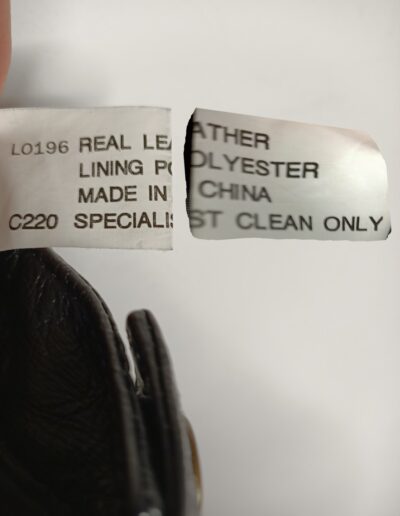 L0196 REAL LEATHER
LINING POLYESTER
MADE IN CHINA
C220 SPECIALIST CLEAN ONLY